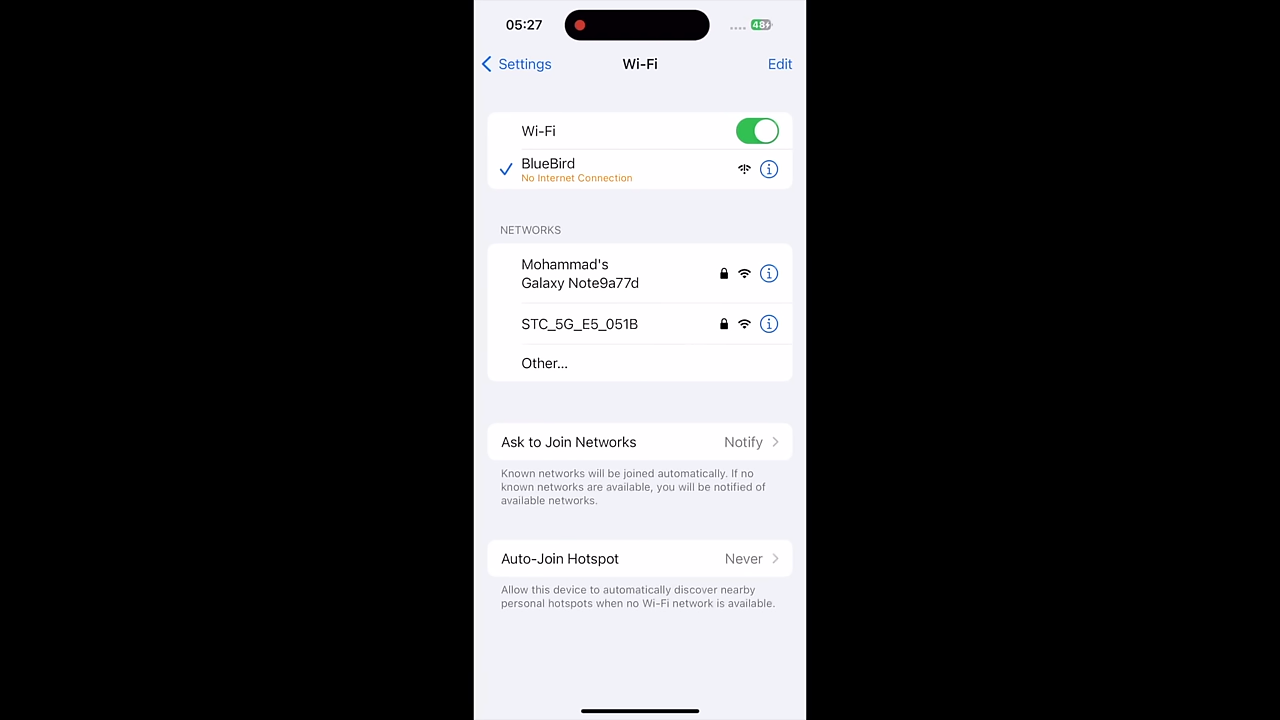 05:27
48
Settings
Wi-Fi
Edit
Wi-Fi
BlueBird
No Internet Connection
NETWORKS
Mohammad's
Galaxy Note9a77d
STC_5G_E5_051B
Other...
Ask to Join Networks
Notify
Known networks will be joined automatically. If no
known networks are available, you will be notified of
available networks.
Auto-Join Hotspot
Never
Allow this device to automatically discover nearby
personal hotspots when no Wi-Fi network is available.